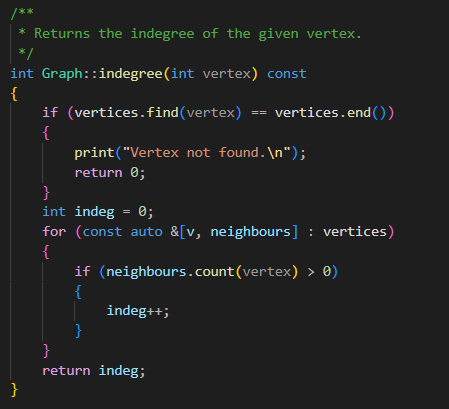 /**
 * Returns the indegree of the given vertex.
 */
int Graph::indegree(int vertex) const
{
    if (vertices.find(vertex) == vertices.end())
    {
        print("Vertex not found.\n");
        return 0;
    }
    int indeg = 0;
    for (const auto &[v, neighbours] : vertices)
    {
        if (neighbours.count(vertex) > 0)
        {
            indeg++;
        }
    }
    return indeg;
}